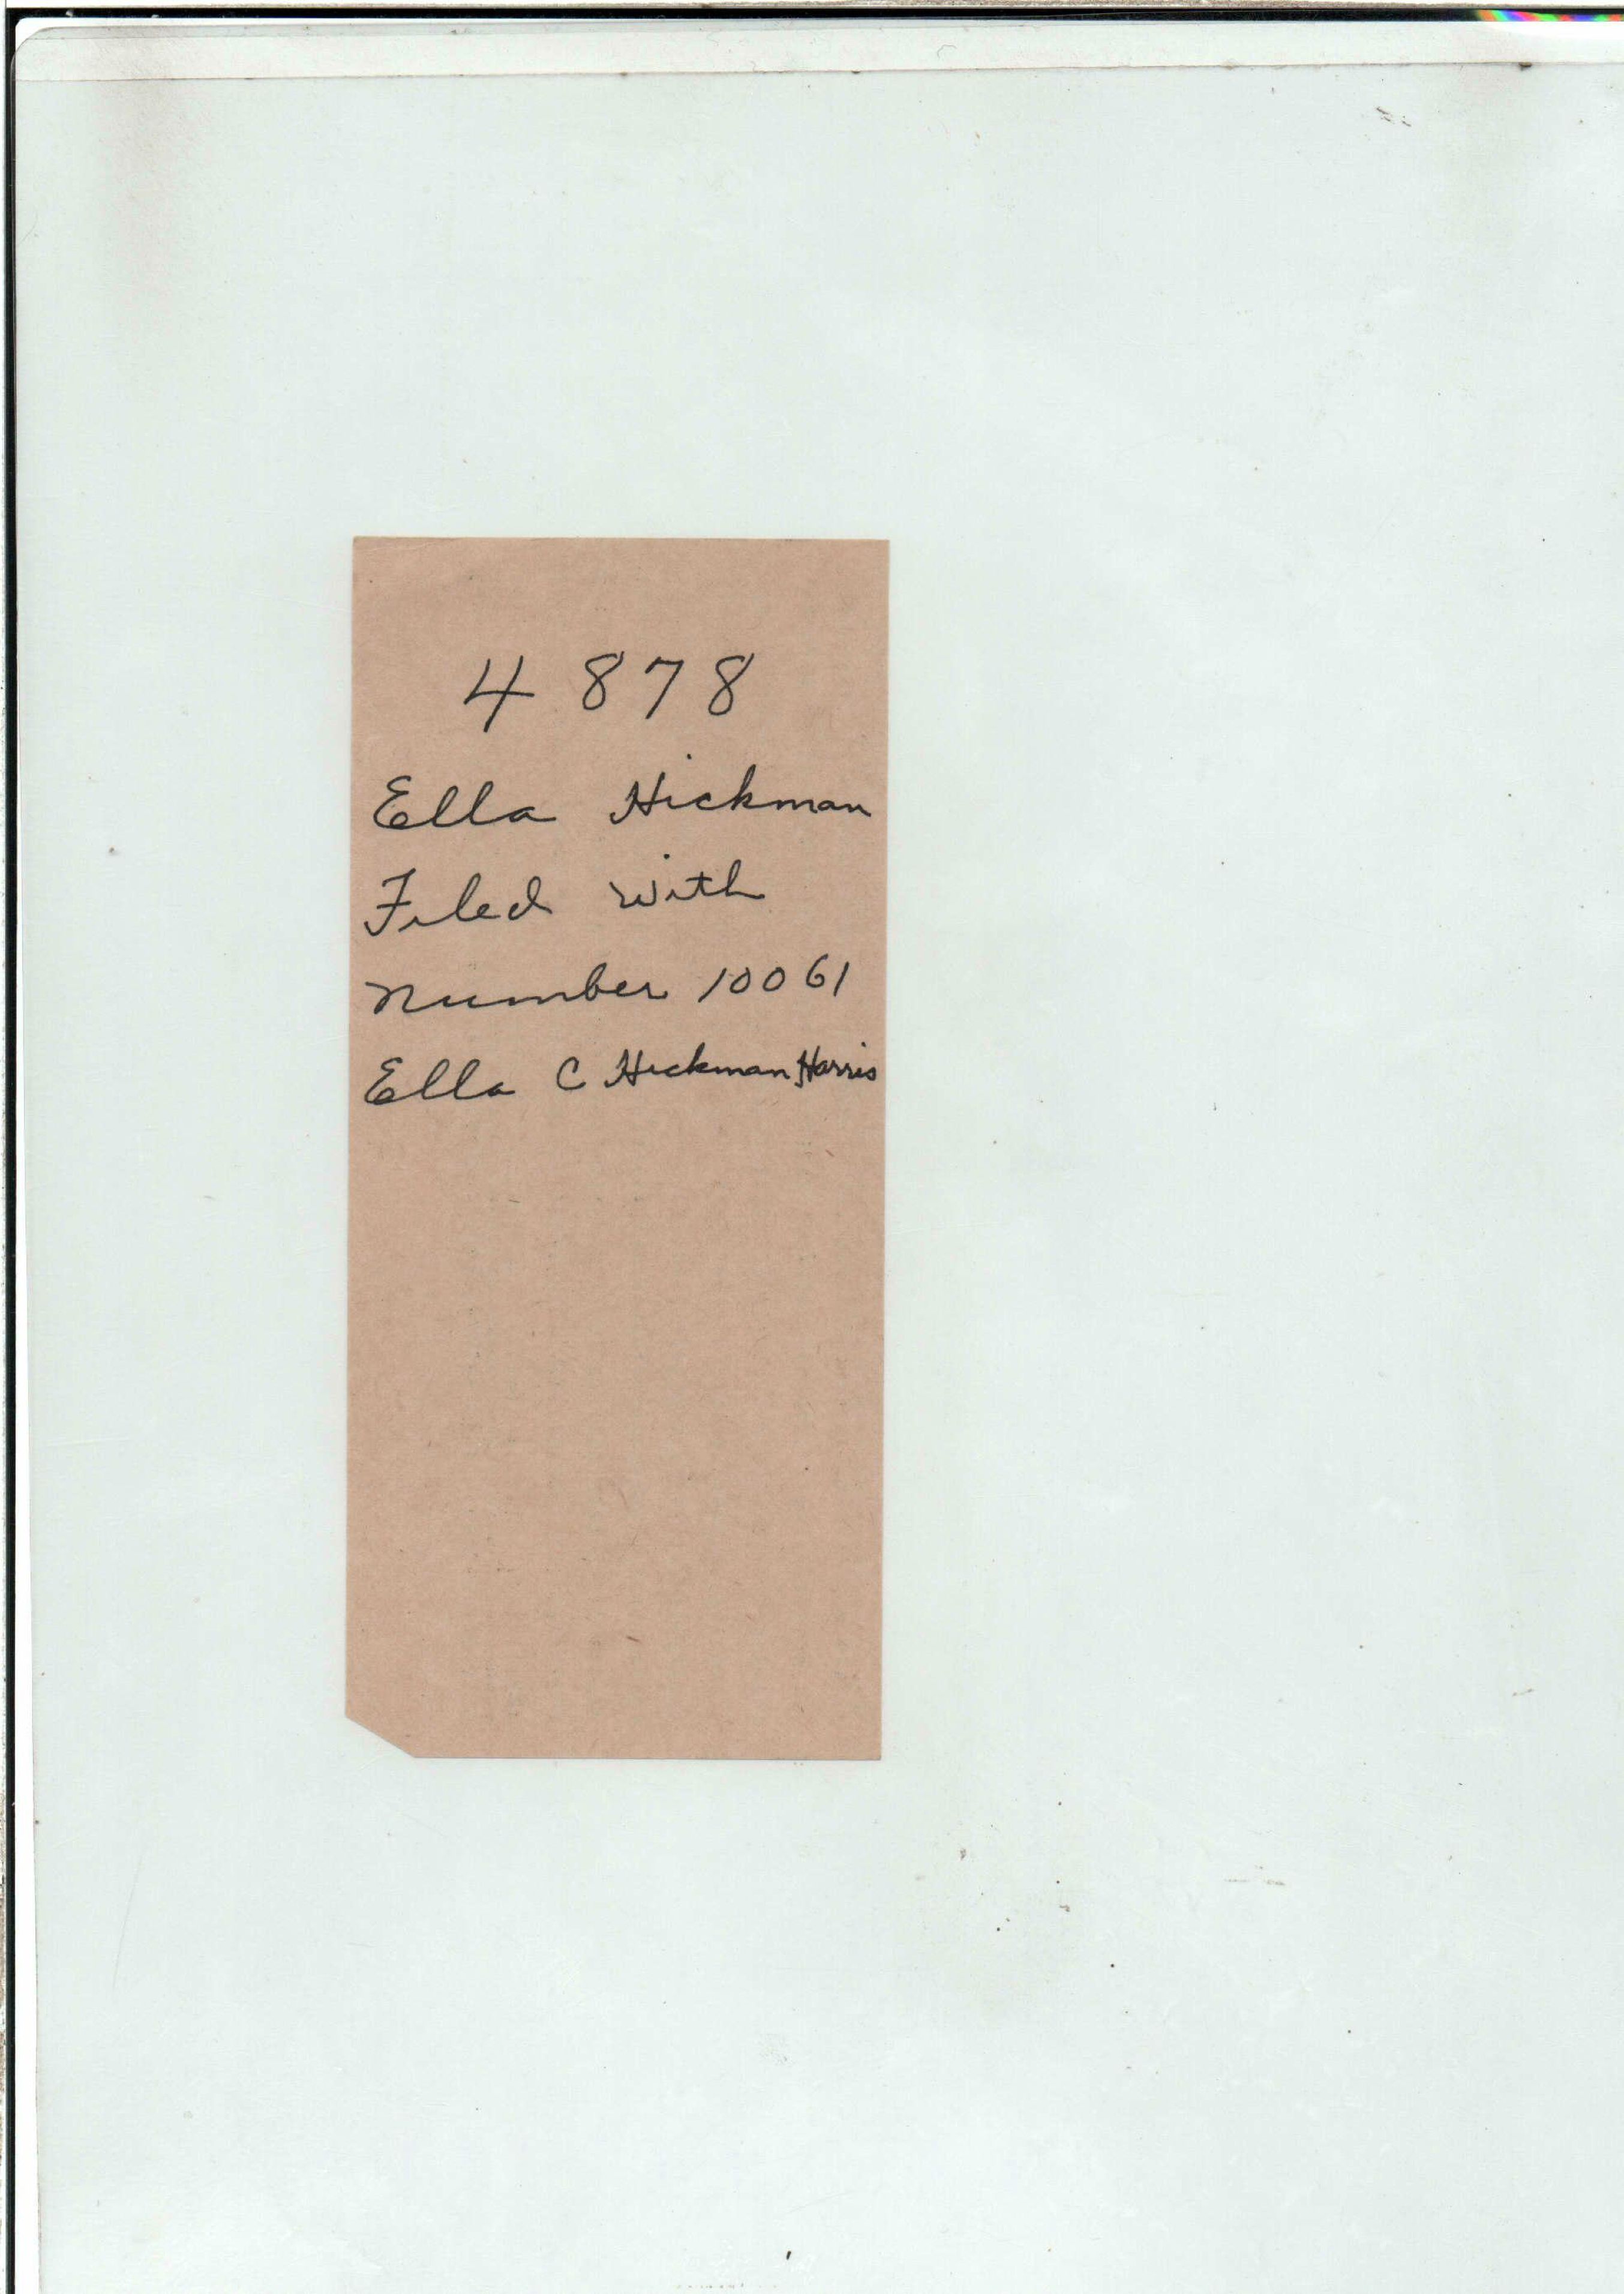 4878
Ella Hickman
Filed with
Number 10061
Ella C Hickman Harris